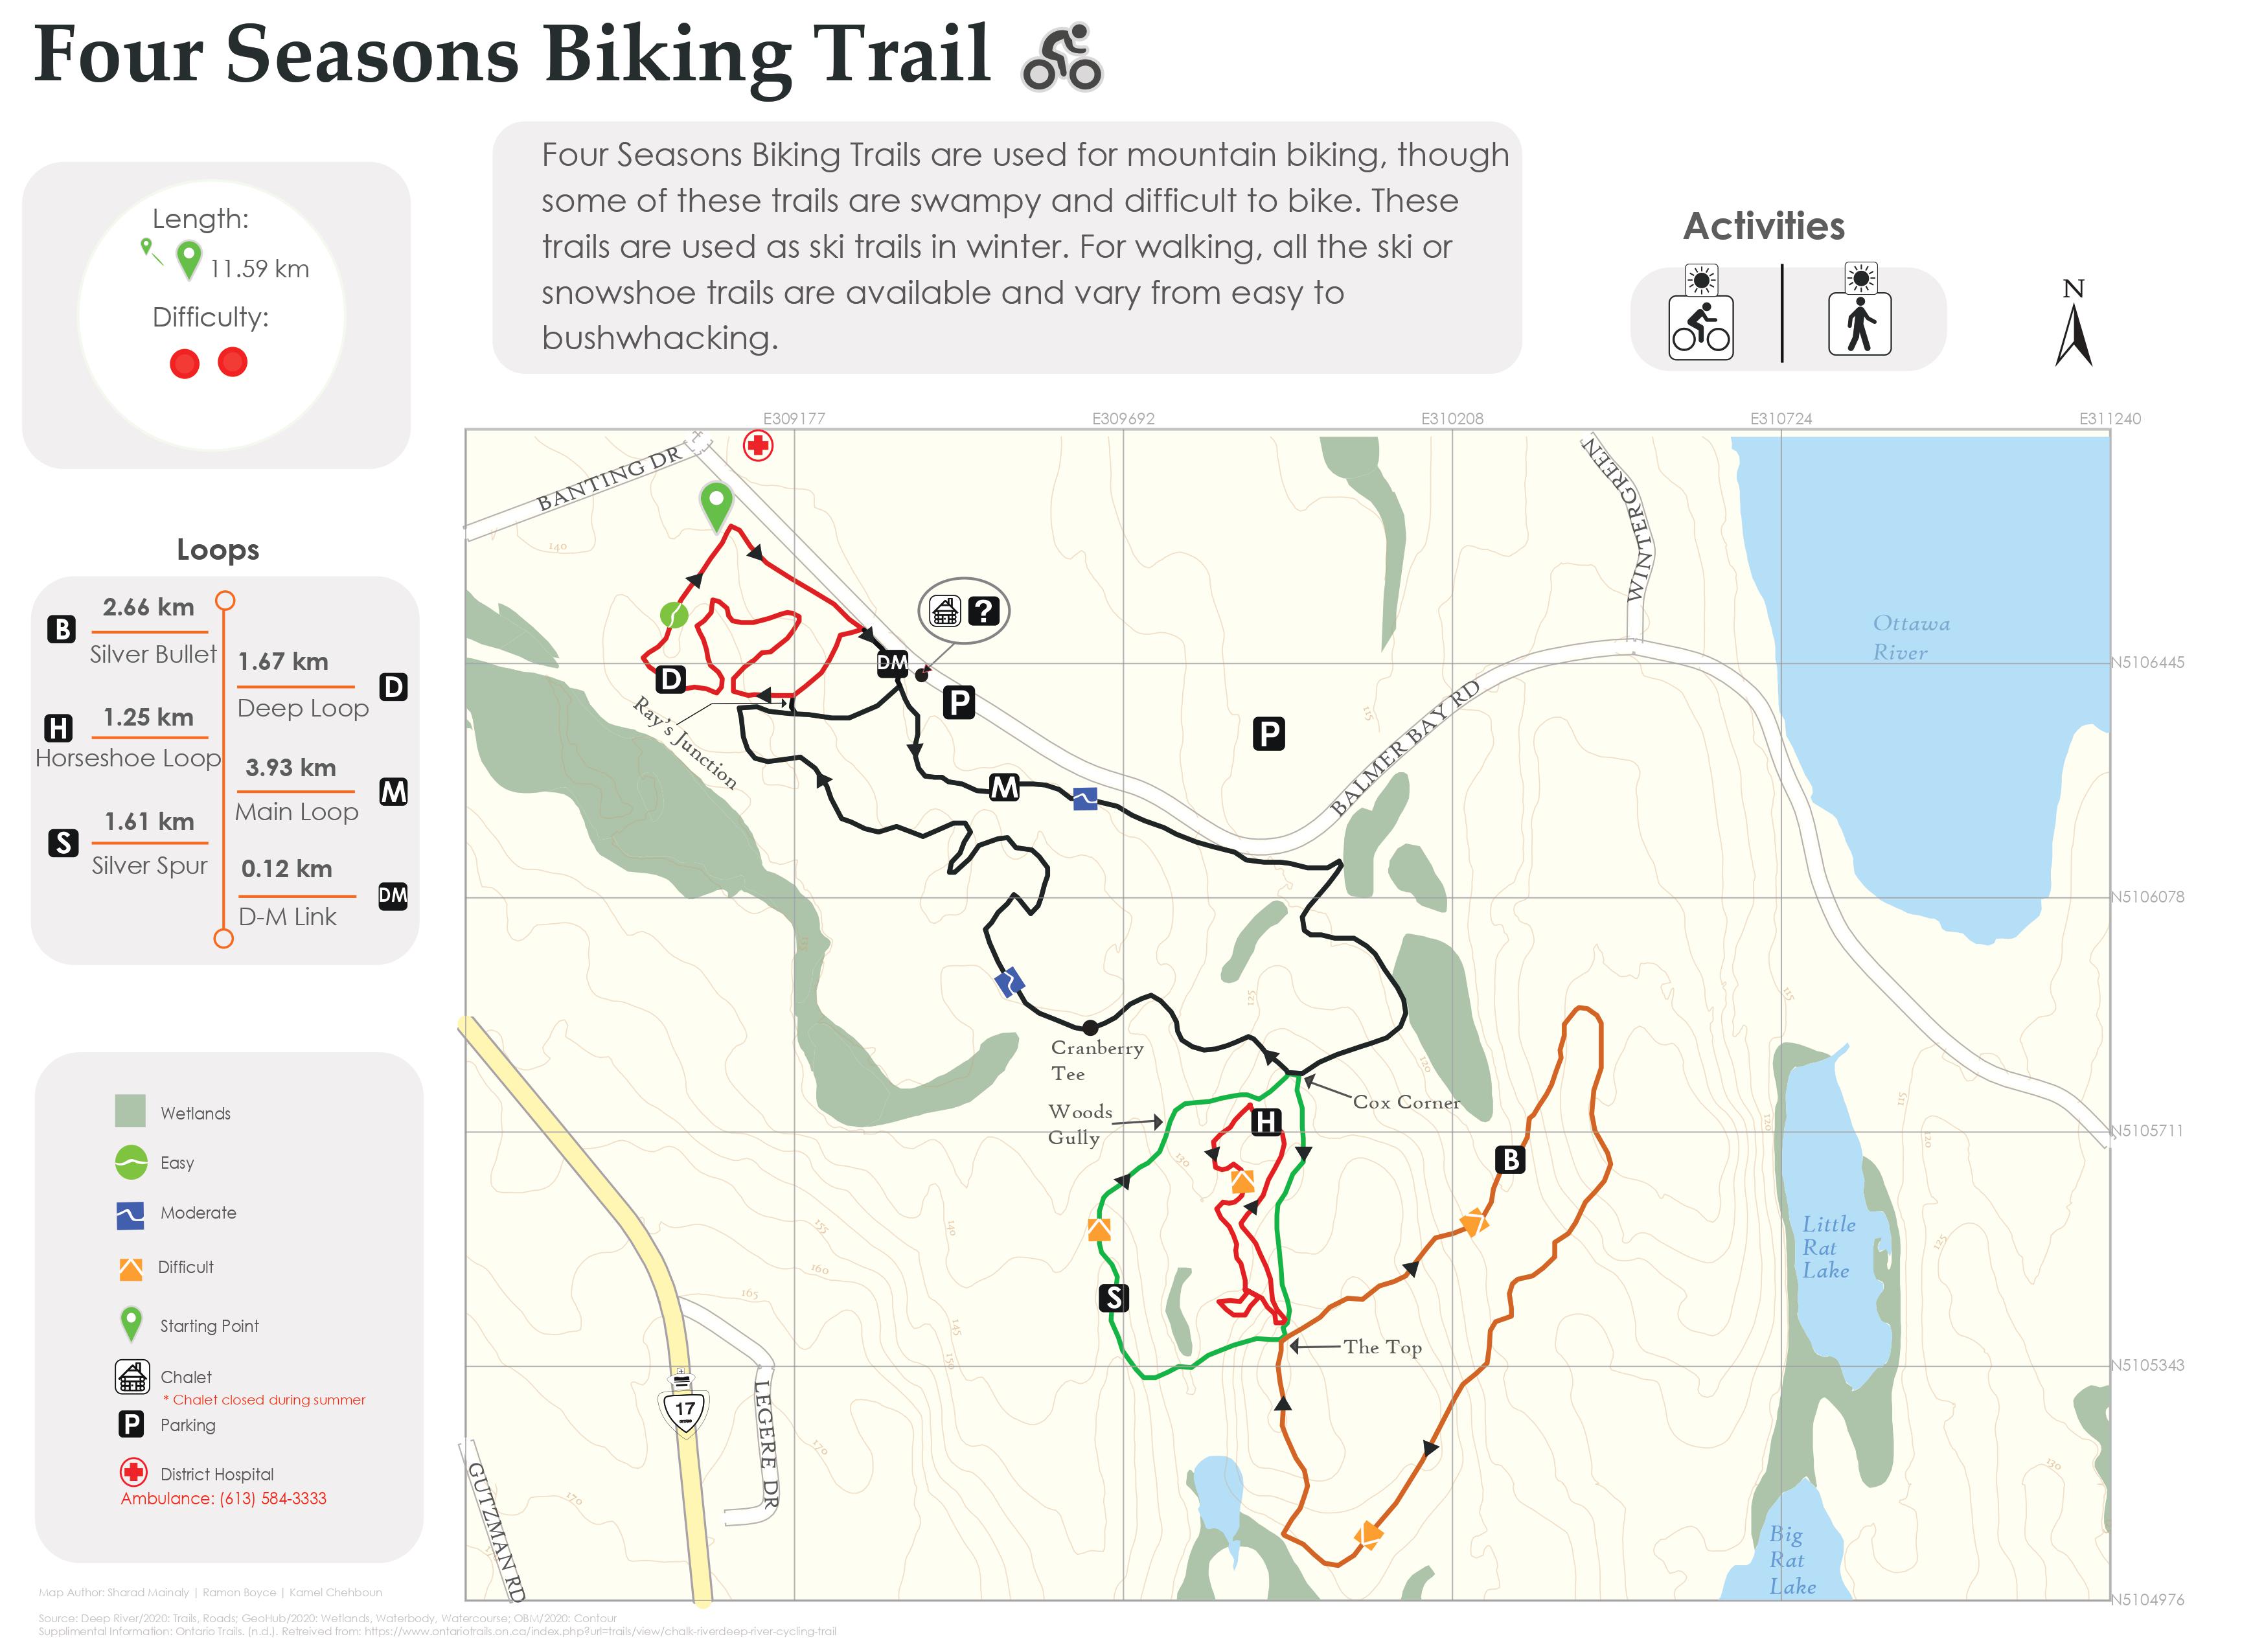 Four Seasons Biking Trail
Length:
11.59 km
Difficulty:
Four Seasons Biking Trails are used for mountain biking, though
some of these trails are swampy and difficult to bike. These
trails are used as ski trails in winter. For walking, all the ski or
snowshoe trails are available and vary from easy to
bushwhacking.
Activities
N
Loops
B
2.66 km
Silver Bullet
1.67 km
Deep Loop
D
H
1.25 km
Horseshoe Loop
3.93 km
Main Loop
M
S
1.61 km
Silver Spur
0.12 km
D-M Link
DM
Wetlands
Easy
Moderate
Difficult
Starting Point
Chalet
* Chalet closed during summer
P
Parking
District Hospital
Ambulance: (613) 584-3333
E309177
E309692
E310208
E310724
E311240
N5106445
N5106078
N5105711
N5105343
N5104976
BANTING DR
WINTERGREEN
BALMER BAY RD
Ottawa
River
140
?
DM
D
P
P
Ray's Junction
M
115
115
155
125
120
Cranberry
Tee
Cox Corner
Woods
Gully
H
B
130
S
The Top
Little
Rat
Lake
Big
Rat
Lake
120
115
120
125
130
155
160
165
140
145
150
170
170
17
LEGERE DR
GUTZMAN RD
Map Author: Sharad Mainaly | Ramon Boyce | Kamel Chehboun
Source: Deep River/2020: Trails, Roads; GeoHub/2020: Wetlands, Waterbody, Watercourse; OBM/2020: Contour
Supplimental Information: Ontario Trails. (n.d.). Retreived from: https://www.ontariotrails.on.ca/index.php?url=trails/view/chalk-riverdeep-river-cycling-trail